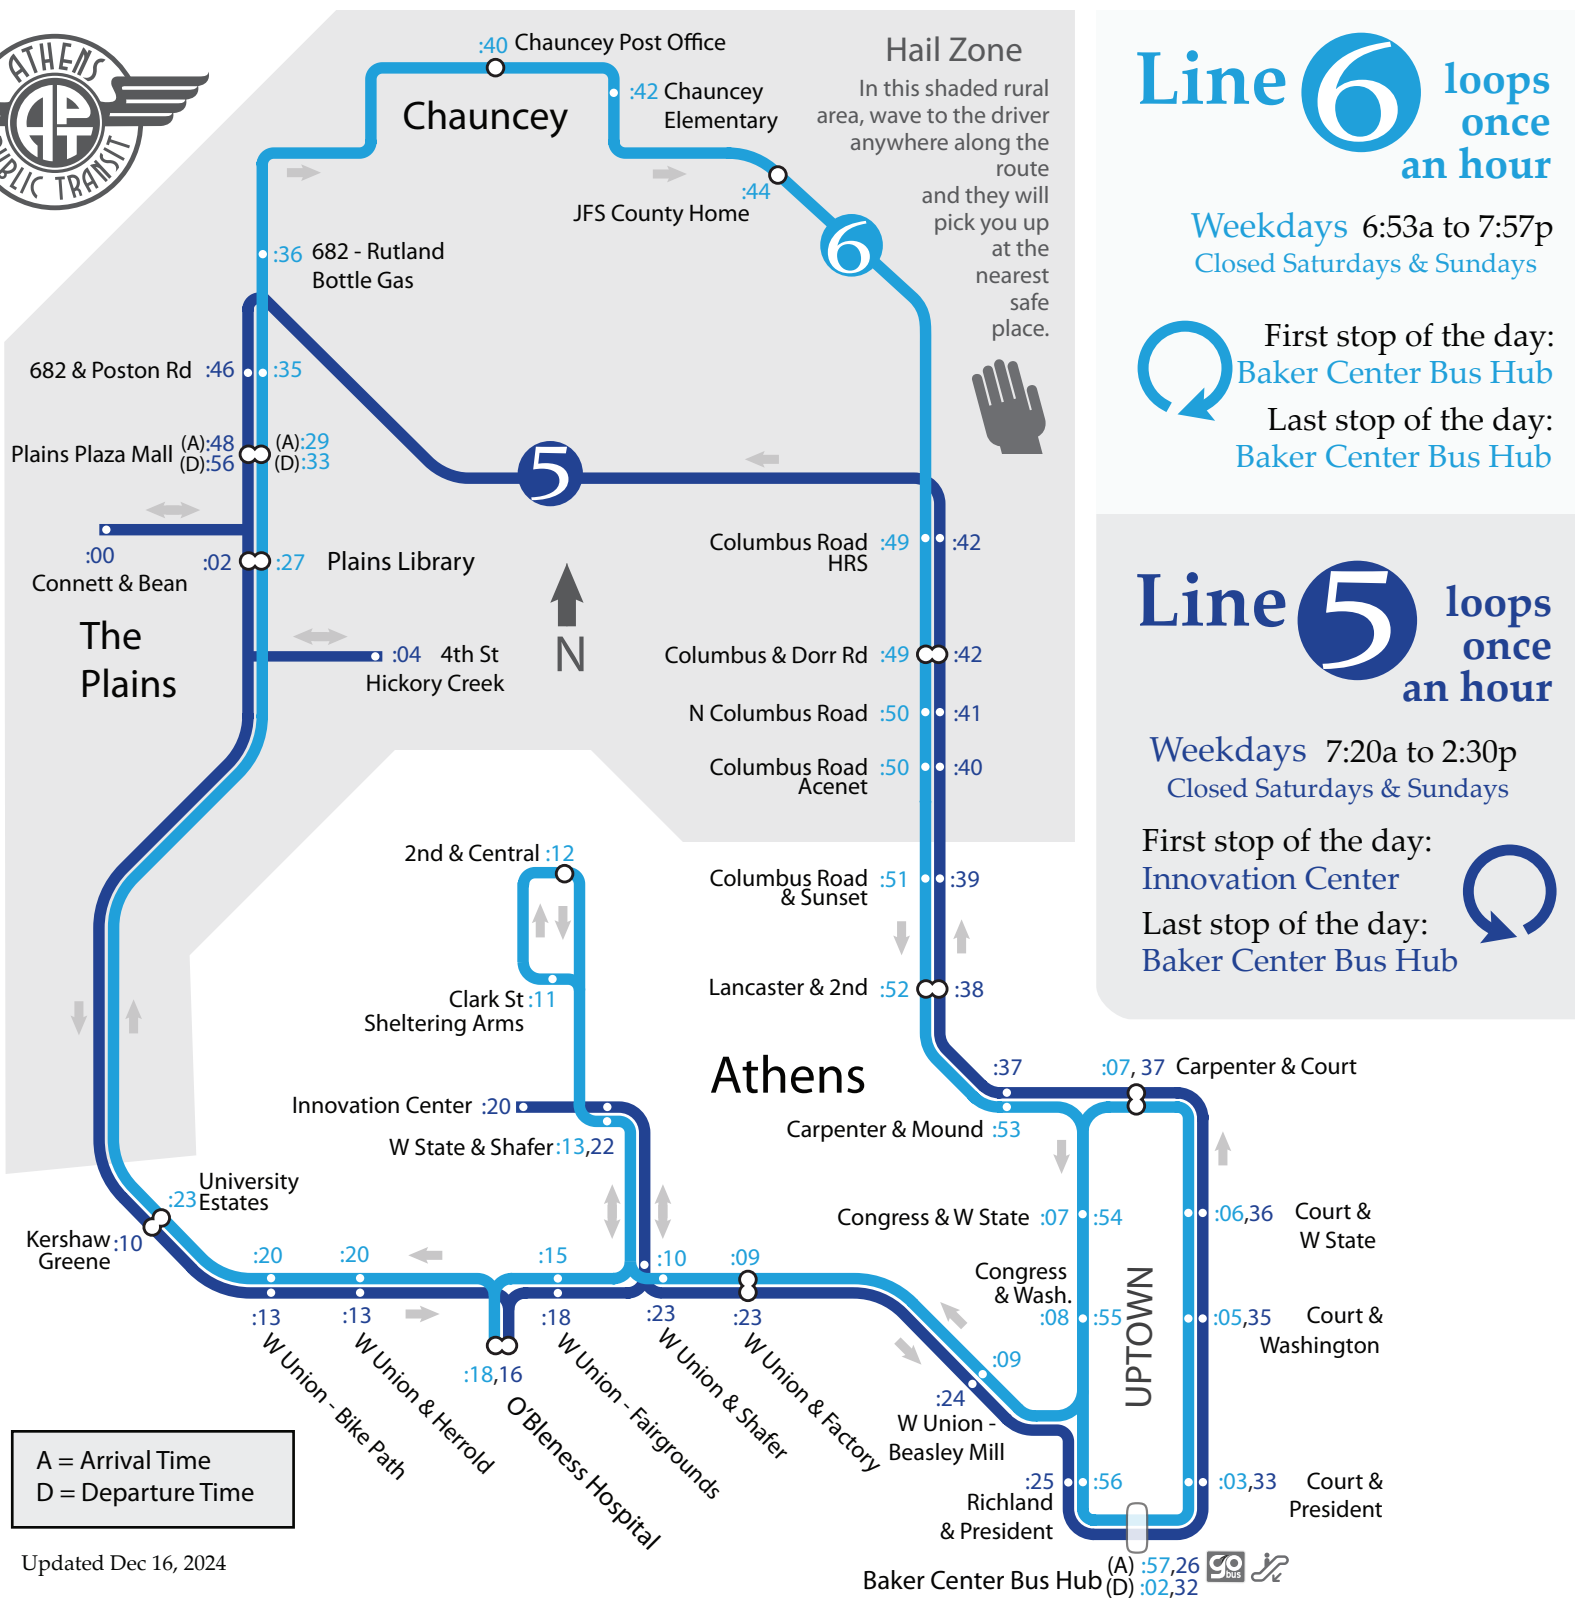 ATHENS
APT
PUBLIC TRANSIT
:40 Chauncey Post Office
Chauncey
:42 Chauncey
Elementary
:44
JFS County Home
Hail Zone
In this shaded rural
area, wave to the driver
anywhere along the
route
and they will
pick you up
at the
nearest
safe
place.
6
:36 682 - Rutland
Bottle Gas
682 & Poston Rd :46 :35
Plains Plaza Mall (A):48 (A):29
(D):56 (D):33
5
:00
Connett & Bean
:02 :27 Plains Library
The
Plains
:04 4th St
Hickory Creek
N
Columbus Road :49 :42
HRS
Columbus & Dorr Rd :49 :42
N Columbus Road :50 :41
Columbus Road :50 :40
Acenet
Columbus Road :51 :39
& Sunset
Lancaster & 2nd :52 :38
2nd & Central :12
Clark St :11
Sheltering Arms
Athens
Innovation Center :20
W State & Shafer :13,22
:37
Carpenter & Mound :53
:07, 37 Carpenter & Court
Congress & W State :07 :54
:06,36 Court &
W State
Congress
& Wash.
:08 :55
UPTOWN
:05,35 Court &
Washington
:23 University
Estates
Kershaw :10
Greene
:20 :20 :15 :10 :09
:13 :13 :18 :23 :23
W Union - Bike Path
W Union & Herrold
:18,16
O'Bleness Hospital
W Union - Fairgrounds
W Union & Shafer
W Union & Factory
:09
:24
W Union -
Beasley Mill
:25 :56
Richland
& President
:03,33 Court &
President
Baker Center Bus Hub (A) :57,26
(D) :02,32
go
bus
A = Arrival Time
D = Departure Time
Updated Dec 16, 2024
Line 6 loops
once
an hour
Weekdays 6:53a to 7:57p
Closed Saturdays & Sundays
First stop of the day:
Baker Center Bus Hub
Last stop of the day:
Baker Center Bus Hub
Line 5 loops
once
an hour
Weekdays 7:20a to 2:30p
Closed Saturdays & Sundays
First stop of the day:
Innovation Center
Last stop of the day:
Baker Center Bus Hub